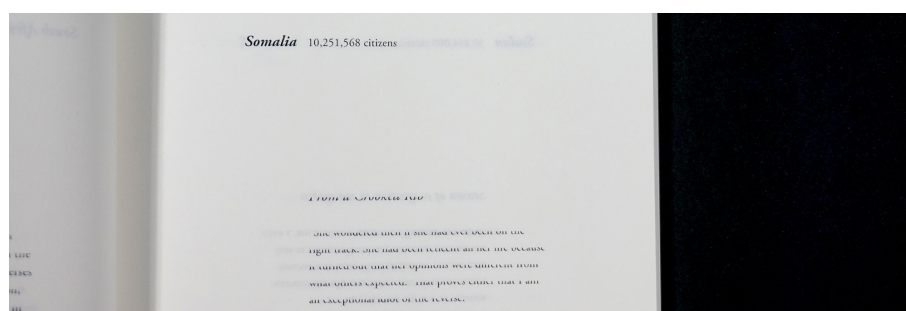 Somalia 10,251,568 citizens
From a Crooked Rib
She wondered then if she had ever been on the
right track. She had been reticent all her life because
it turned out that her opinions were different from
what others expected. "That proves either that I am
an exceptional idiot or the reverse.